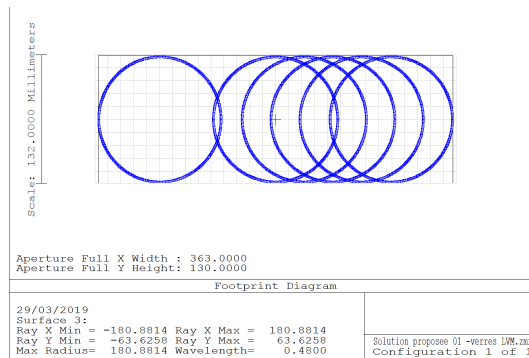 Scale: 132.0000 Millimeters
Aperture Full X Width : 363.0000
Aperture Full Y Height: 130.0000
Footprint Diagram
29/03/2019
Surface 3:
Ray X Min = -180.8814 Ray X Max = 180.8814
Ray Y Min = -63.6258 Ray Y Max = 63.6258
Max Radius= 180.8814 Wavelength= 0.4800
Solution proposee 01 -verres LVM.
Configuration 1 of 1